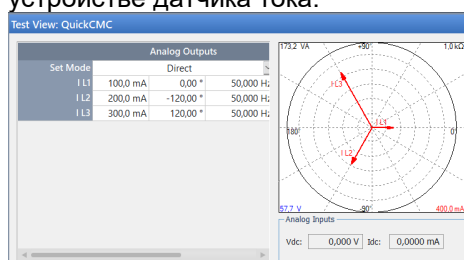 устройстве датчика тока.
Test View: QuickCMC
Analog Outputs
Set Mode Direct
I L1 100,0 mA 0,00 ° 50,000 Hz
I L2 200,0 mA -120,00 ° 50,000 Hz
I L3 300,0 mA 120,00 ° 50,000 Hz
173,2 VA +90° 1,0 kΩ
I L3
I L1
180° 0°
I L2
57,7 V -90° 400,0 mA
Analog Inputs
Vdc: 0,000 V Idc: 0,0000 mA